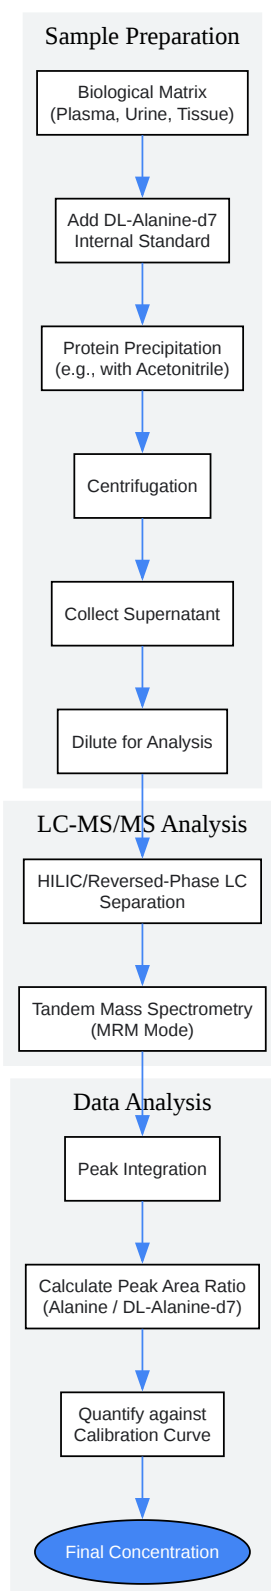 Sample Preparation
Biological Matrix
(Plasma, Urine, Tissue)
Add DL-Alanine-d7
Internal Standard
Protein Precipitation
(e.g., with Acetonitrile)
Centrifugation
Collect Supernatant
Dilute for Analysis
LC-MS/MS Analysis
HILIC/Reversed-Phase LC
Separation
Tandem Mass Spectrometry
(MRM Mode)
Data Analysis
Peak Integration
Calculate Peak Area Ratio
(Alanine / DL-Alanine-d7)
Quantify against
Calibration Curve
Final Concentration